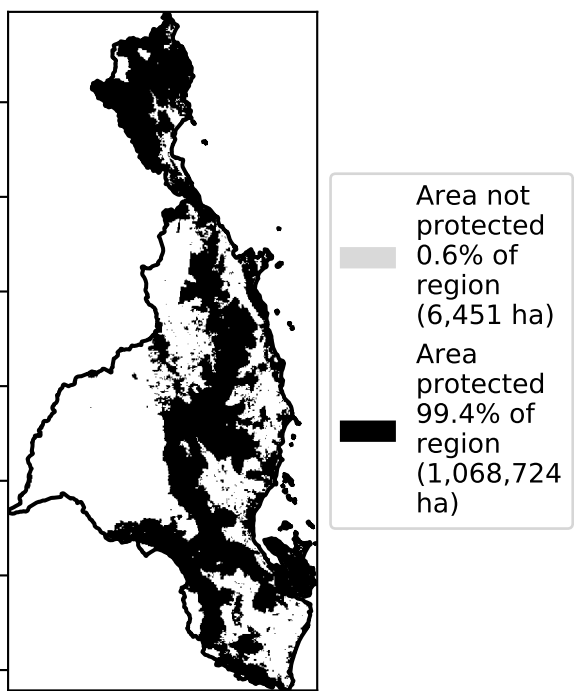 Area not
protected
0.6% of
region
(6,451 ha)
Area
protected
99.4% of
region
(1,068,724
ha)